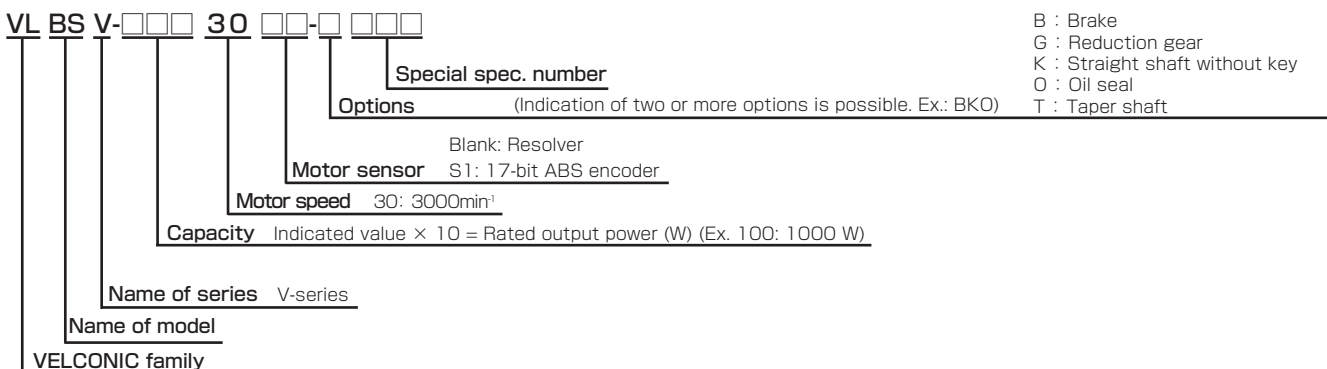 VL BS V-□□□ 30 □□-□ □□□
B : Brake
G : Reduction gear
K : Straight shaft without key
O : Oil seal
T : Taper shaft
Special spec. number
Options (Indication of two or more options is possible. Ex.: BKO)
Blank: Resolver
Motor sensor S1: 17-bit ABS encoder
Motor speed 30: 3000min⁻¹
Capacity Indicated value × 10 = Rated output power (W) (Ex. 100: 1000 W)
Name of series V-series
Name of model
VELCONIC family